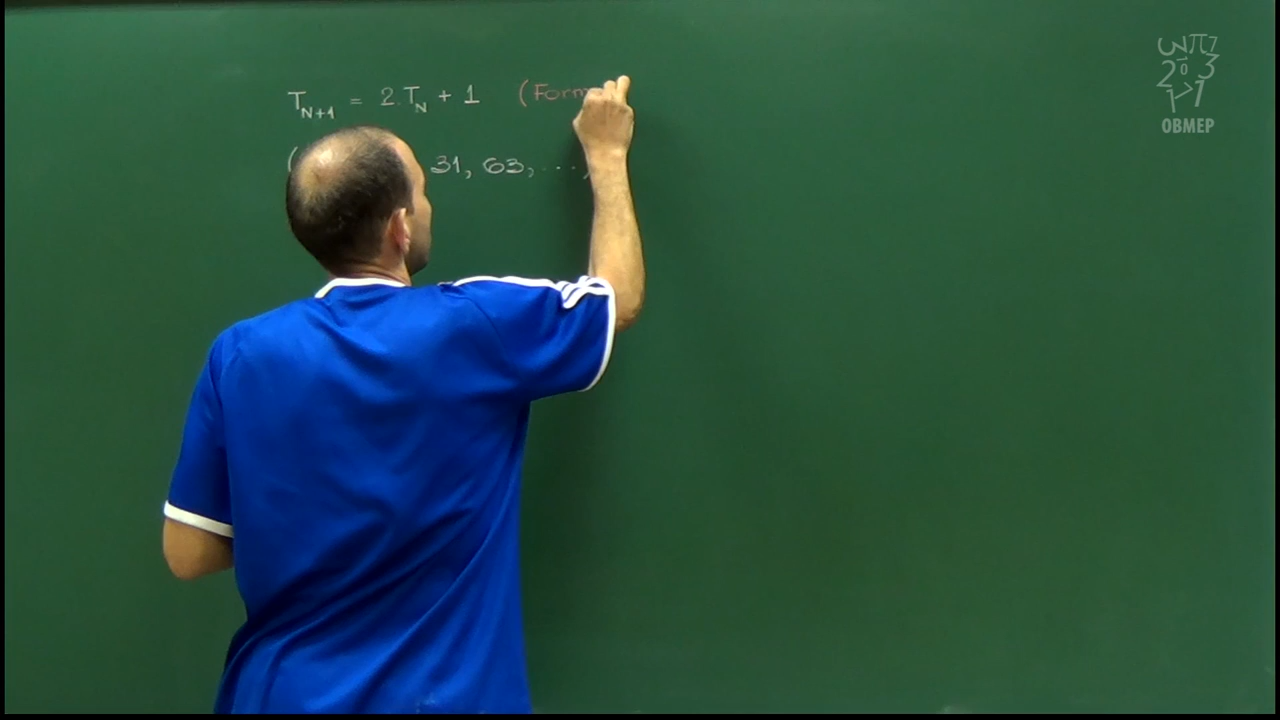 T_{N+1} = 2.T_N + 1 (Form
( 31, 63, ...)
OBMEP